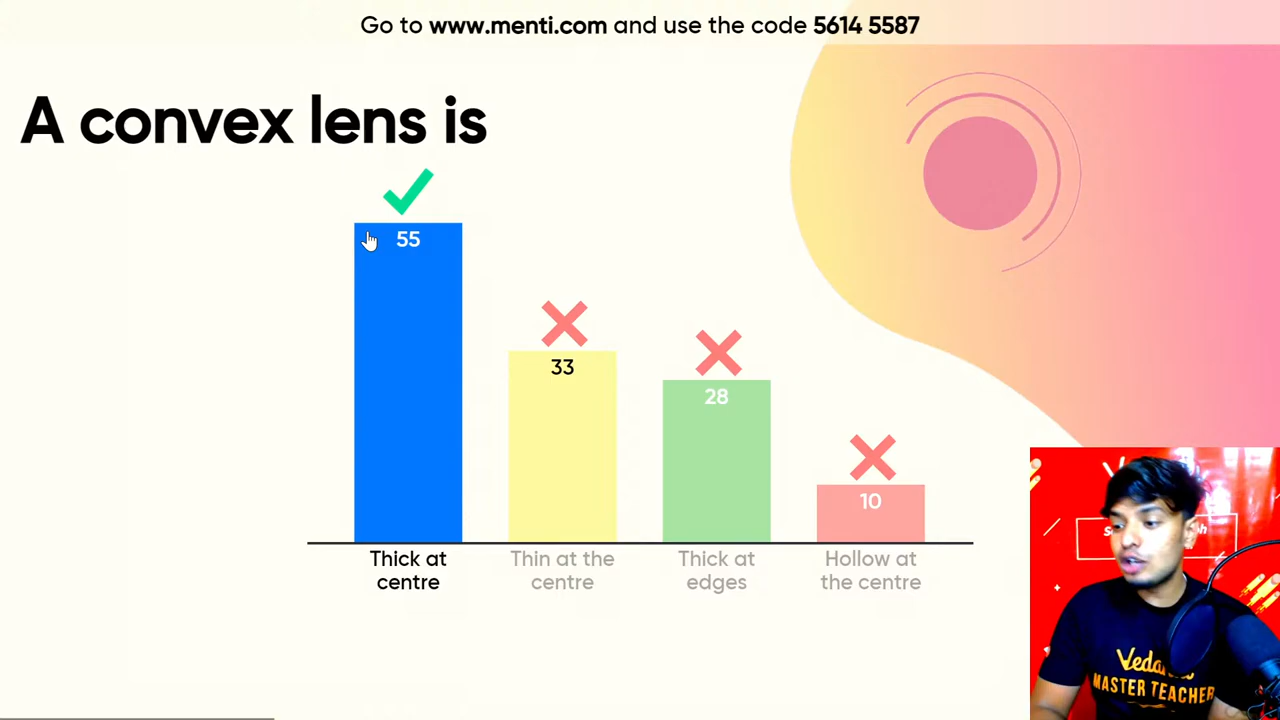 Go to www.menti.com and use the code 5614 5587
A convex lens is
55
33
28
10
Thick at
centre
Thin at the
centre
Thick at
edges
Hollow at
the centre
MASTER TEACHER